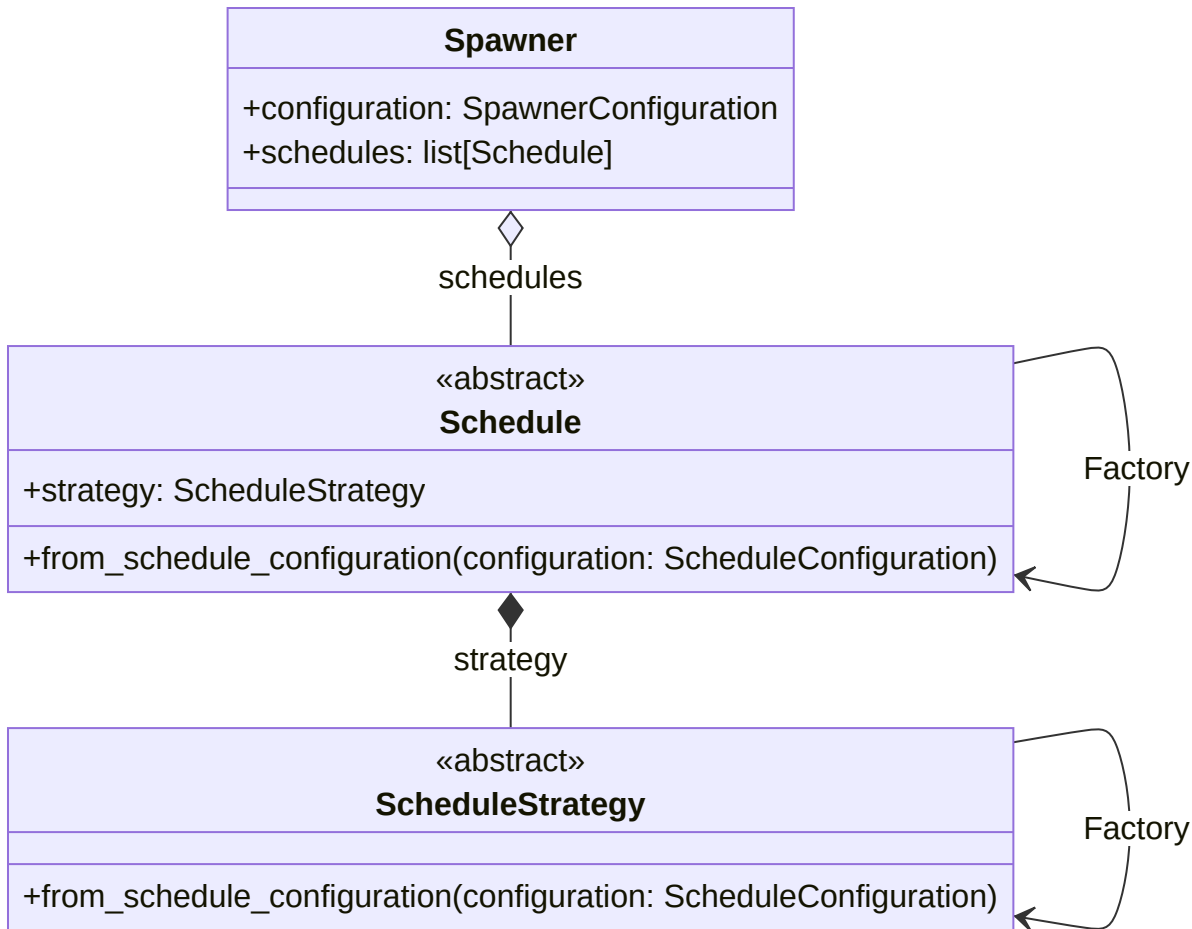 Spawner
+configuration: SpawnerConfiguration
+schedules: list[Schedule]
schedules
«abstract»
Schedule
+strategy: ScheduleStrategy
+from_schedule_configuration(configuration: ScheduleConfiguration)
Factory
strategy
«abstract»
ScheduleStrategy
+from_schedule_configuration(configuration: ScheduleConfiguration)
Factory